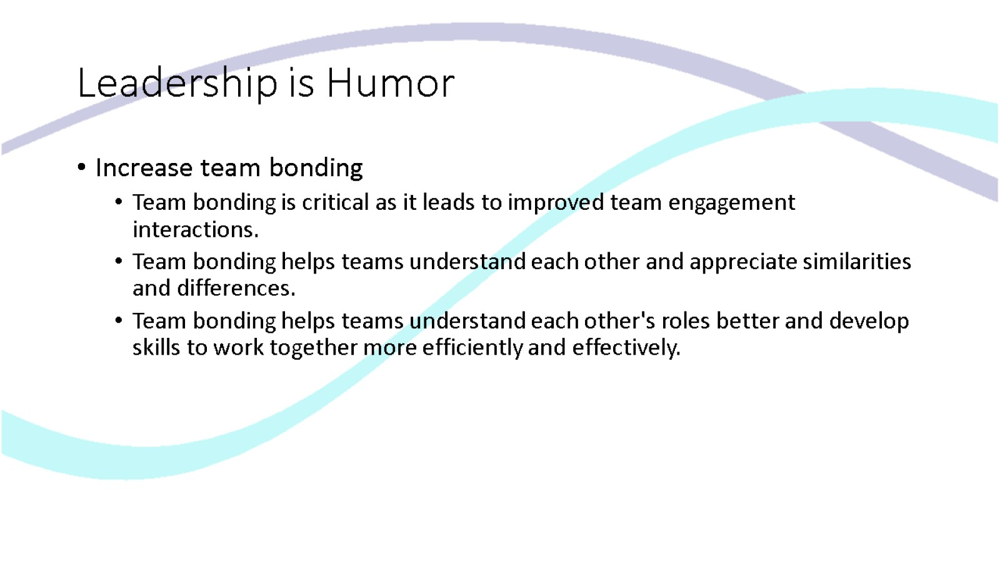 Leadership is Humor
• Increase team bonding
• Team bonding is critical as it leads to improved team engagement
interactions.
• Team bonding helps teams understand each other and appreciate similarities
and differences.
• Team bonding helps teams understand each other's roles better and develop
skills to work together more efficiently and effectively.